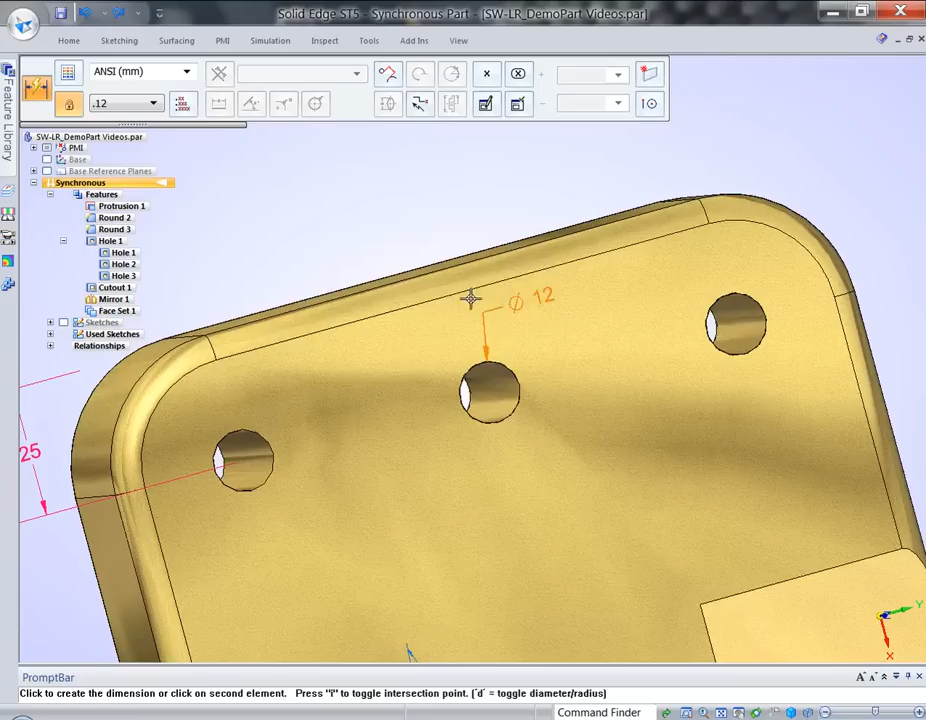 Solid Edge ST5 - Synchronous Part - [SW-LR_DemoPart Videos.par]
Home Sketching Surfacing PMI Simulation Inspect Tools Add Ins View
ANSI (mm)
.12
Feature Library
SW-LR_DemoPart Videos.par
PMI
Base
Base Reference Planes
Synchronous
Features
Protrusion 1
Round 2
Round 3
Hole 1
Hole 1
Hole 2
Hole 3
Cutout 1
Mirror 1
Face Set 1
Sketches
Used Sketches
Relationships
Ø 12
25
Y
X
PromptBar
Click to create the dimension or click on second element. Press "i" to toggle intersection point. ('d' = toggle diameter/radius)
Command Finder